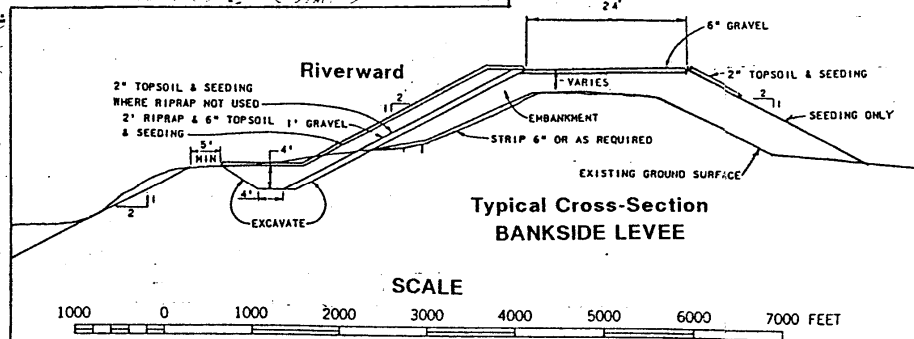 24'
6" GRAVEL
Riverward
2" TOPSOIL & SEEDING
WHERE RIPRAP NOT USED
2' RIPRAP & 6" TOPSOIL
& SEEDING
1' GRAVEL
2
1
VARIES
2" TOPSOIL & SEEDING
2
1
SEEDING ONLY
EMBANKMENT
STRIP 6" OR AS REQUIRED
5'
MIN
4'
4'
EXCAVATE
1
2
EXISTING GROUND SURFACE
Typical Cross-Section
BANKSIDE LEVEE
SCALE
1000 0 1000 2000 3000 4000 5000 6000 7000 FEET